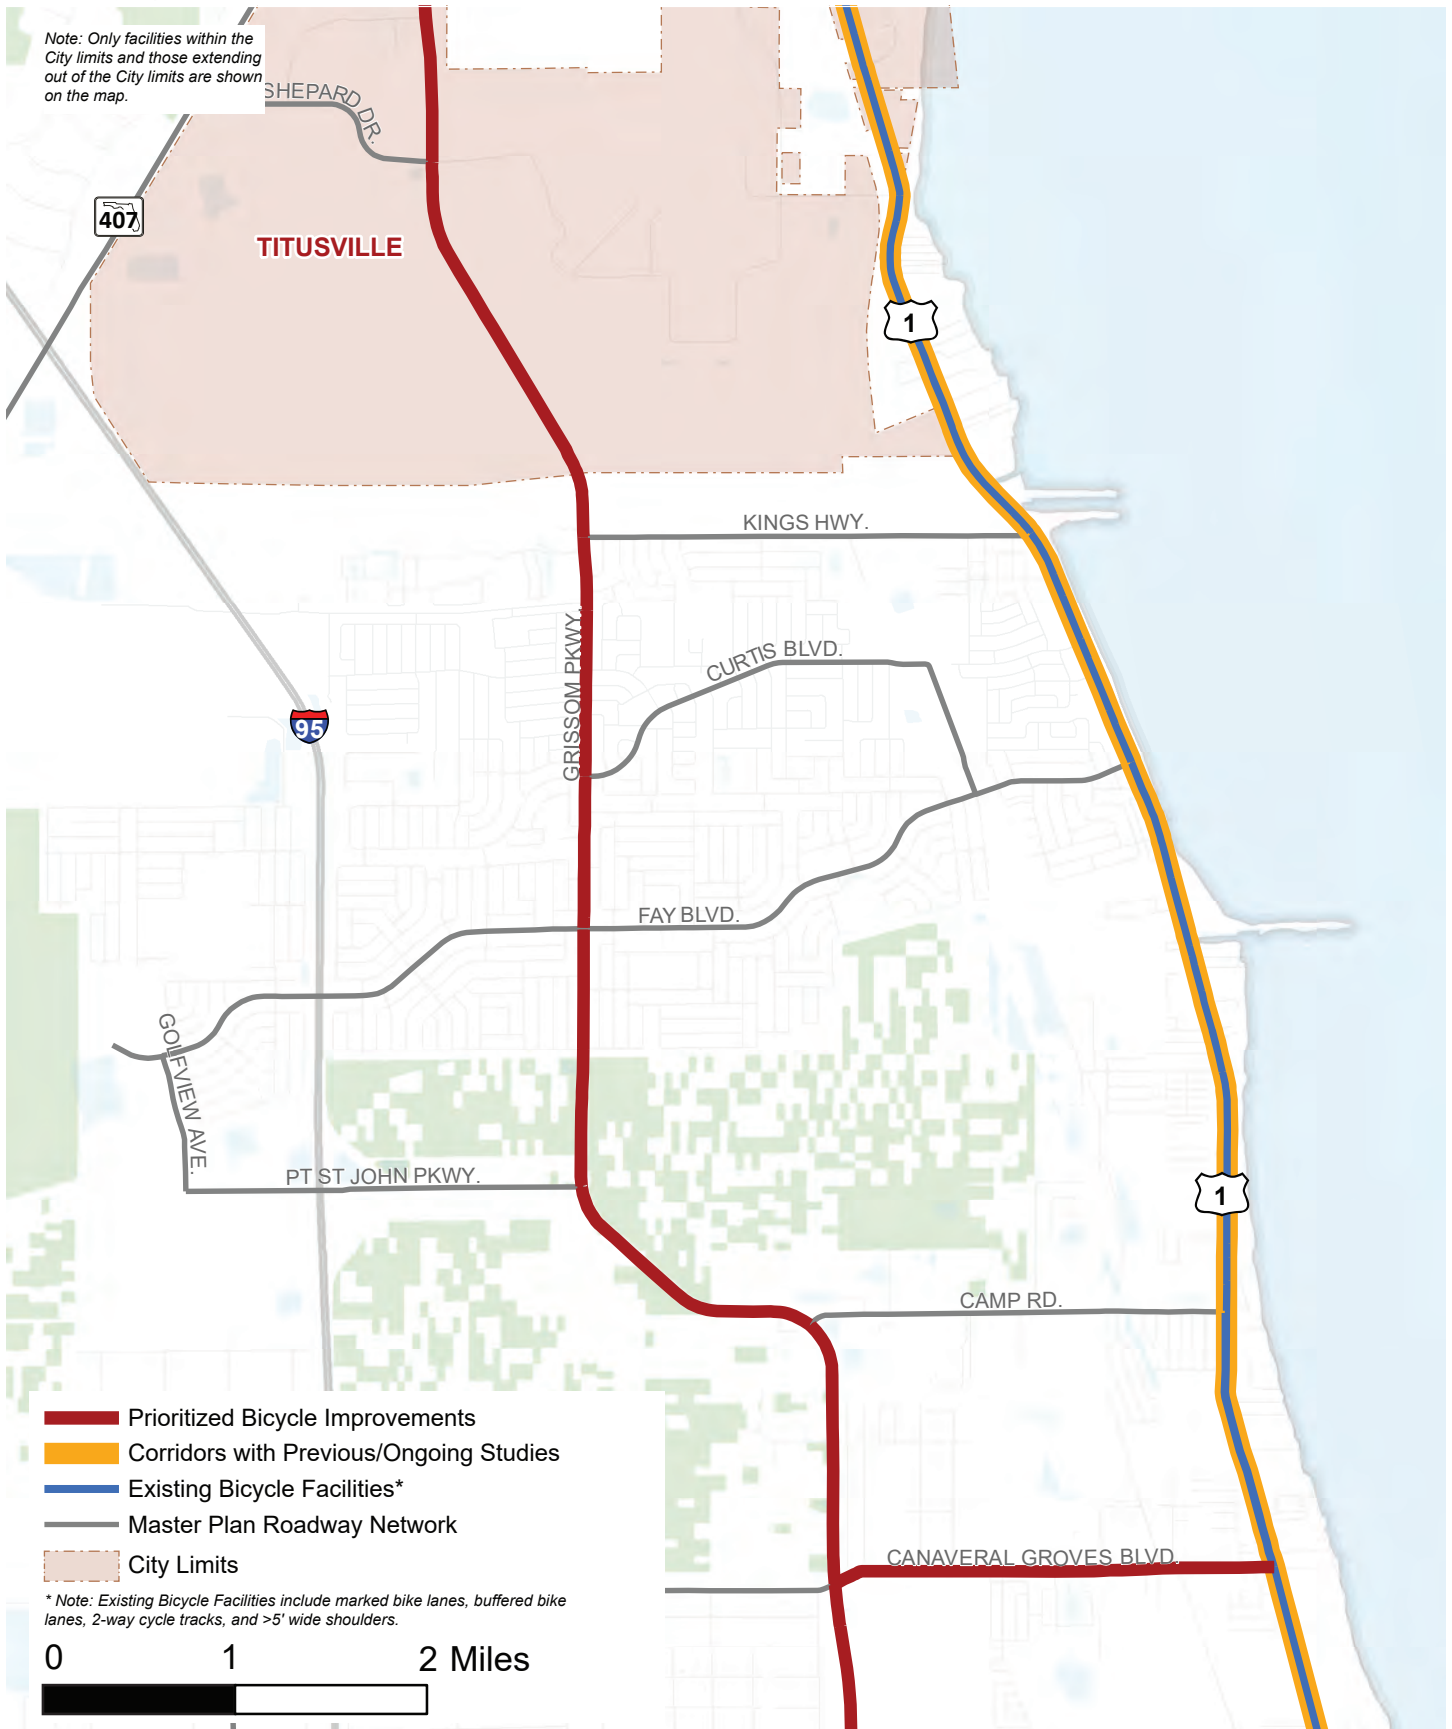 Note: Only facilities within the
City limits and those extending
out of the City limits are shown
on the map.
SHEPARD DR.
407
TITUSVILLE
1
KINGS HWY.
GRISSOM PKWY.
CURTIS BLVD.
95
FAY BLVD.
GOLFVIEW AVE.
PT ST JOHN PKWY.
1
CAMP RD.
CANAVERAL GROVES BLVD.
Prioritized Bicycle Improvements
Corridors with Previous/Ongoing Studies
Existing Bicycle Facilities*
Master Plan Roadway Network
City Limits
* Note: Existing Bicycle Facilities include marked bike lanes, buffered bike
lanes, 2-way cycle tracks, and >5' wide shoulders.
0 1 2 Miles